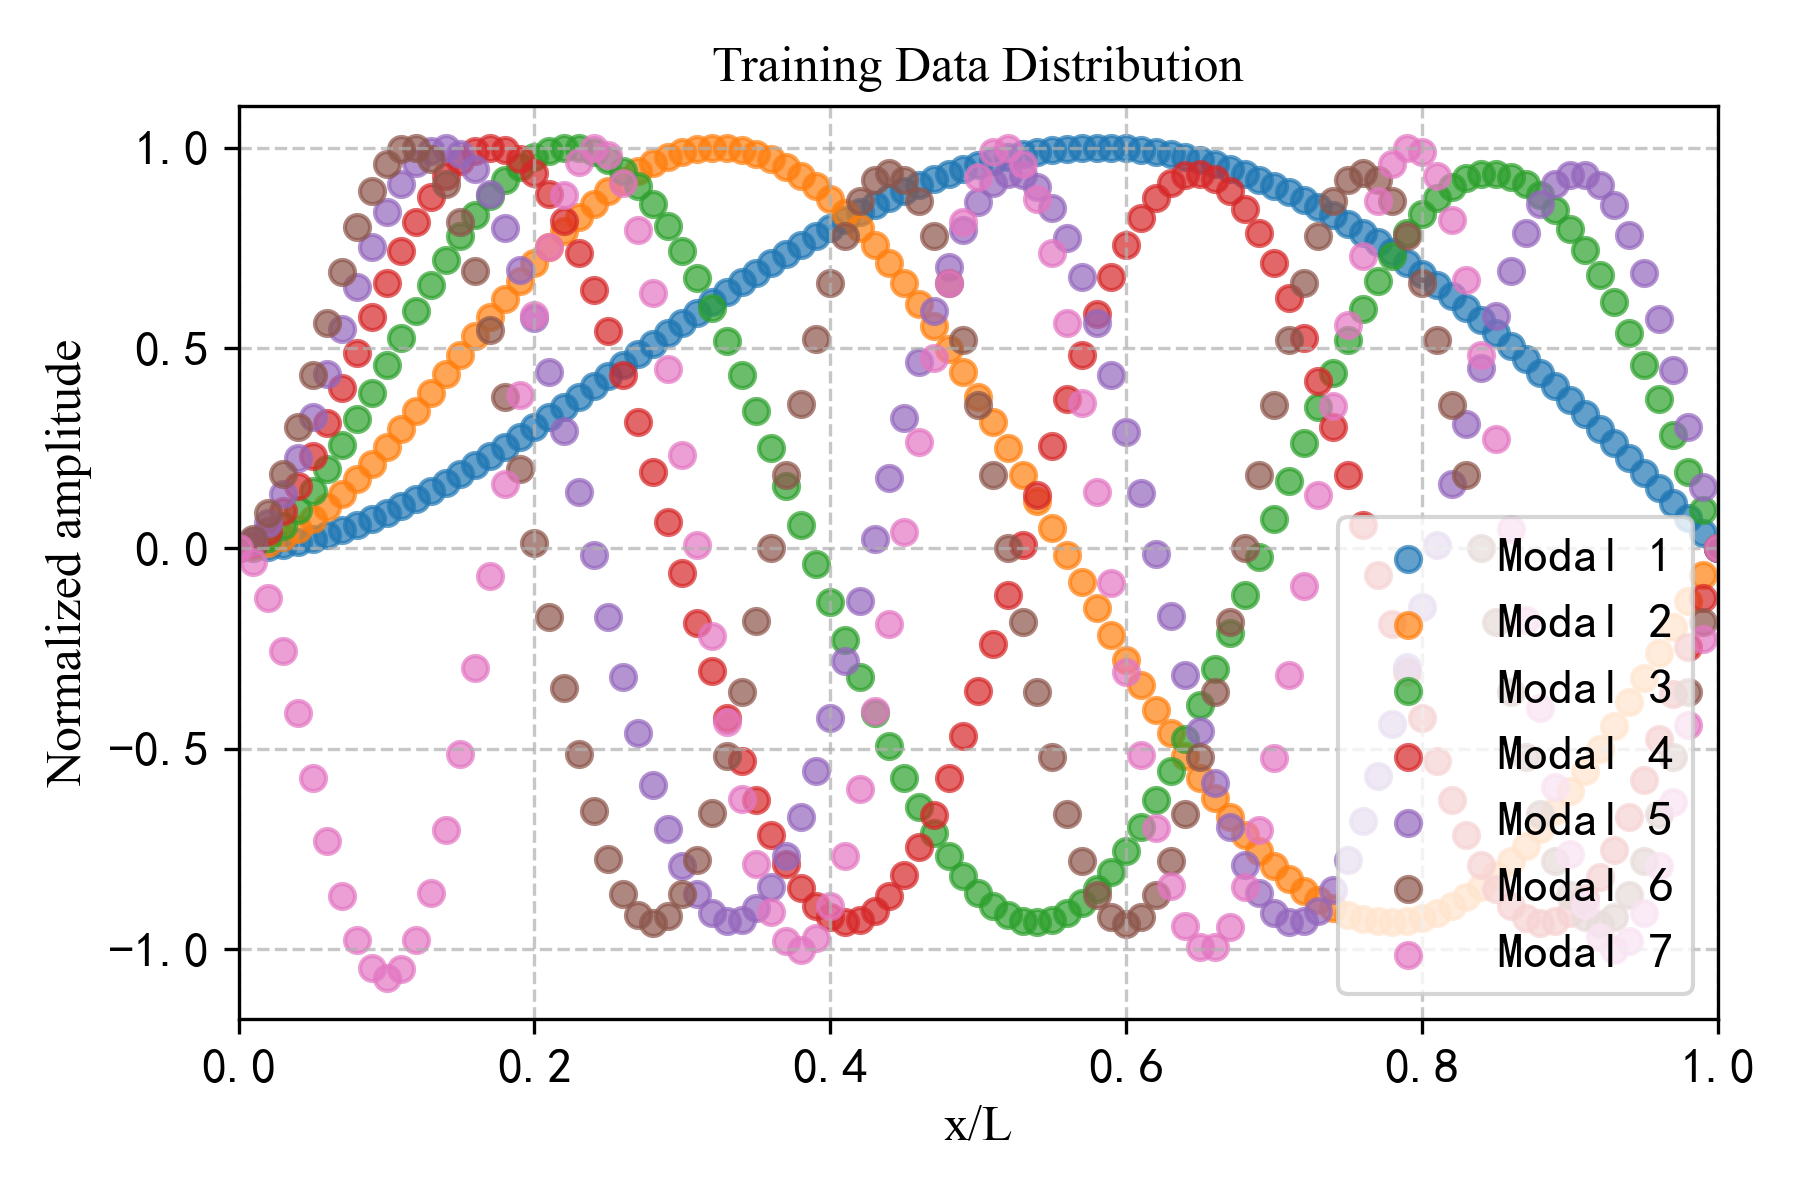 Training Data Distribution
Normalized amplitude
1.0
0.5
0.0
−0.5
−1.0
Modal 1
Modal 2
Modal 3
Modal 4
Modal 5
Modal 6
Modal 7
0.0 0.2 0.4 0.6 0.8 1.0
x/L